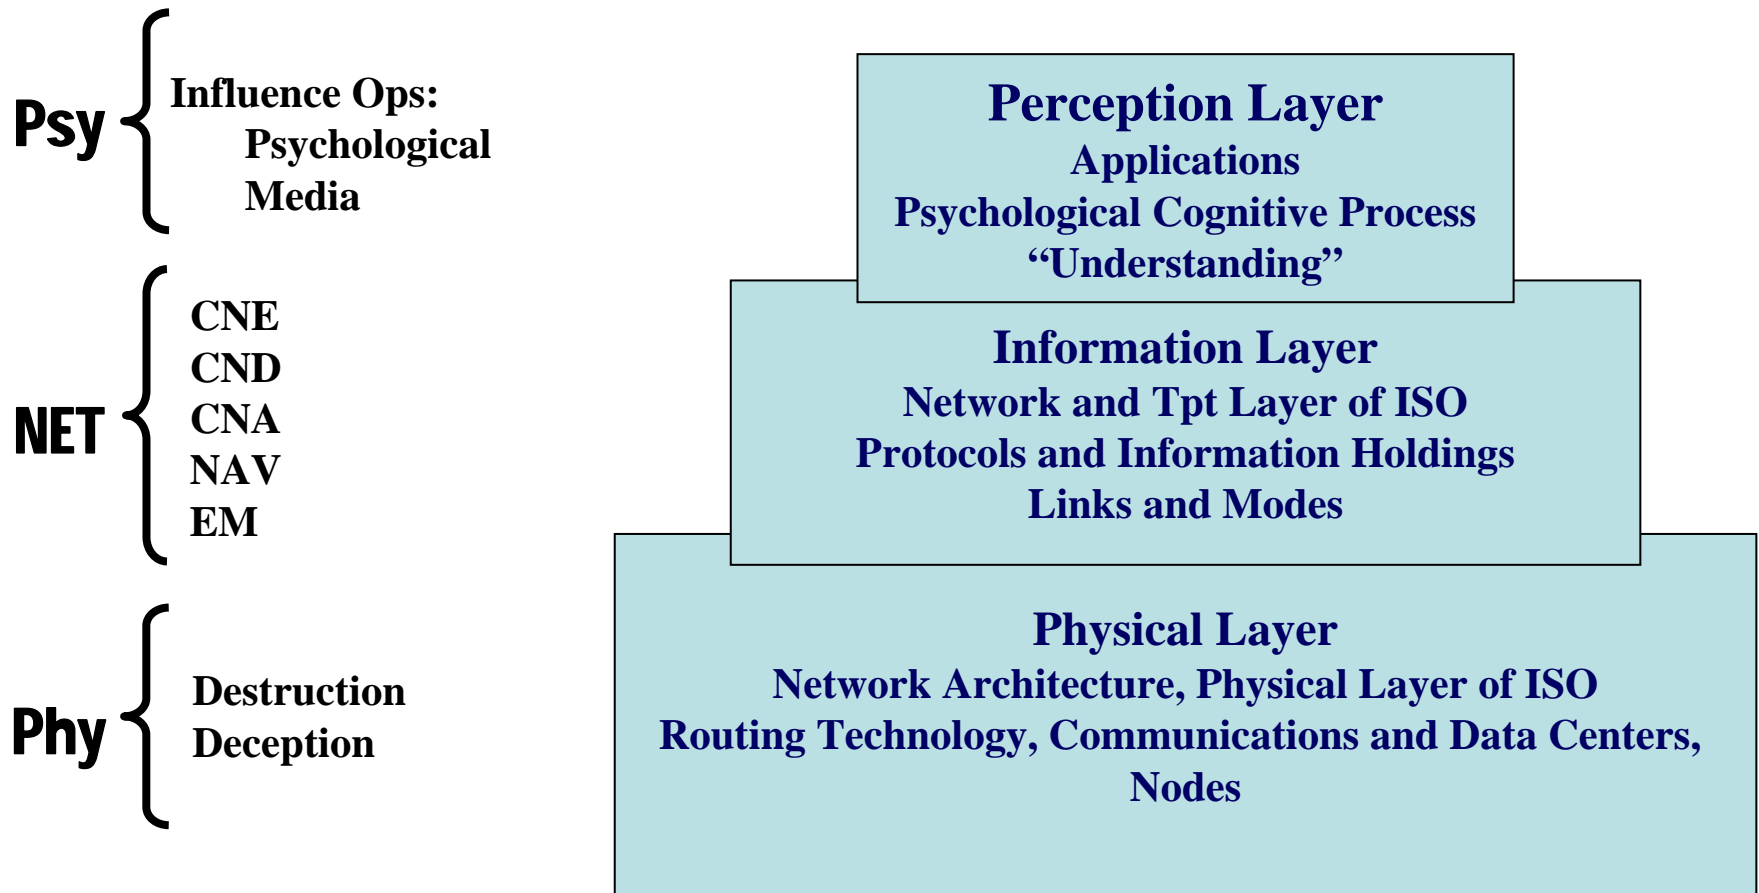 Psy
Influence Ops:
Psychological
Media
NET
CNE
CND
CNA
NAV
EM
Phy
Destruction
Deception
Perception Layer
Applications
Psychological Cognitive Process
“Understanding”
Information Layer
Network and Tpt Layer of ISO
Protocols and Information Holdings
Links and Modes
Physical Layer
Network Architecture, Physical Layer of ISO
Routing Technology, Communications and Data Centers,
Nodes